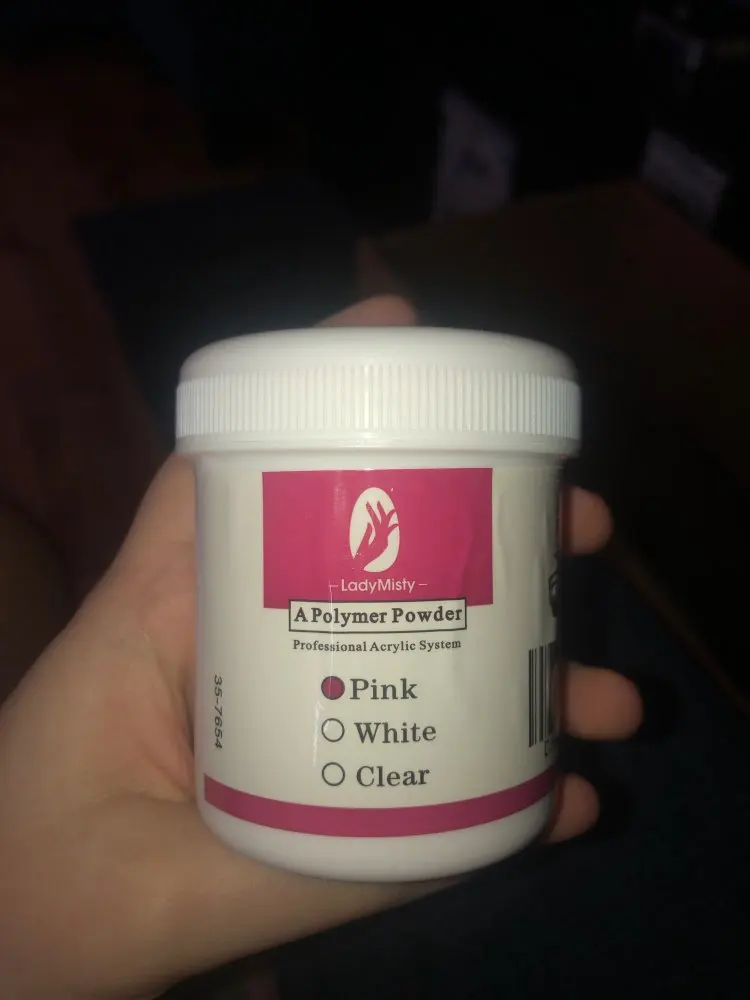 – LadyMisty –
A Polymer Powder
Professional Acrylic System
Pink
White
Clear
35-7654